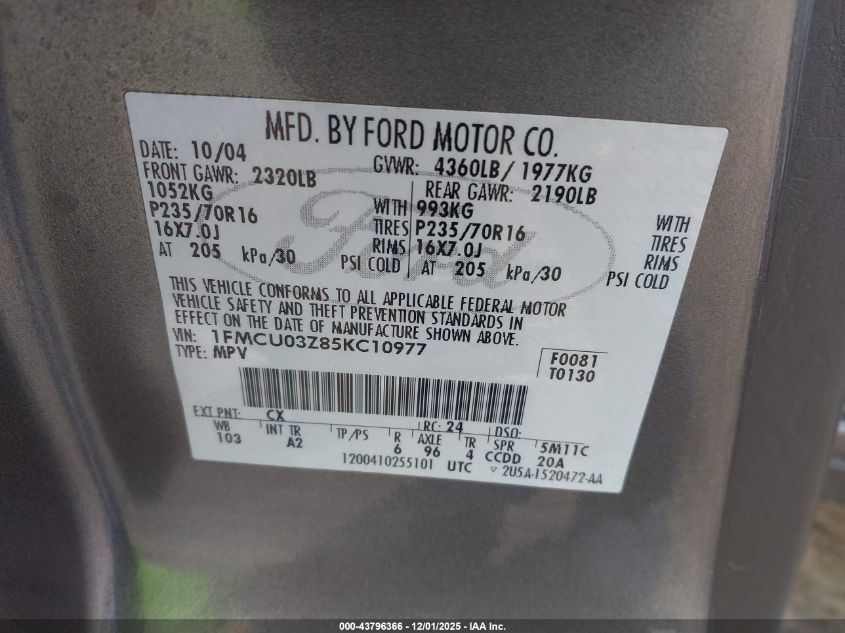 MFD. BY FORD MOTOR CO.
DATE: 10/04 GVWR: 4360LB / 1977KG
FRONT GAWR: 2320LB REAR GAWR: 2190LB
1052KG WITH 993KG WITH
P235/70R16 TIRES P235/70R16 TIRES
16X7.0J RIMS 16X7.0J RIMS
AT 205 kPa/30 PSI COLD AT 205 kPa/30 PSI COLD
Ford
THIS VEHICLE CONFORMS TO ALL APPLICABLE FEDERAL MOTOR
VEHICLE SAFETY AND THEFT PREVENTION STANDARDS IN
EFFECT ON THE DATE OF MANUFACTURE SHOWN ABOVE.
VIN: 1FMCU03Z85KC10977
TYPE: MPV
F0081
T0130
EXT PNT: CX RC: 24 DSO:
WB INT TR TP/PS R AXLE TR SPR 5M11C
103 A2 6 96 4 CCDD 20A
1200410255101 UTC 2U5A-1520472-AA
000-43796366 - 12/01/2025 - IAA Inc.